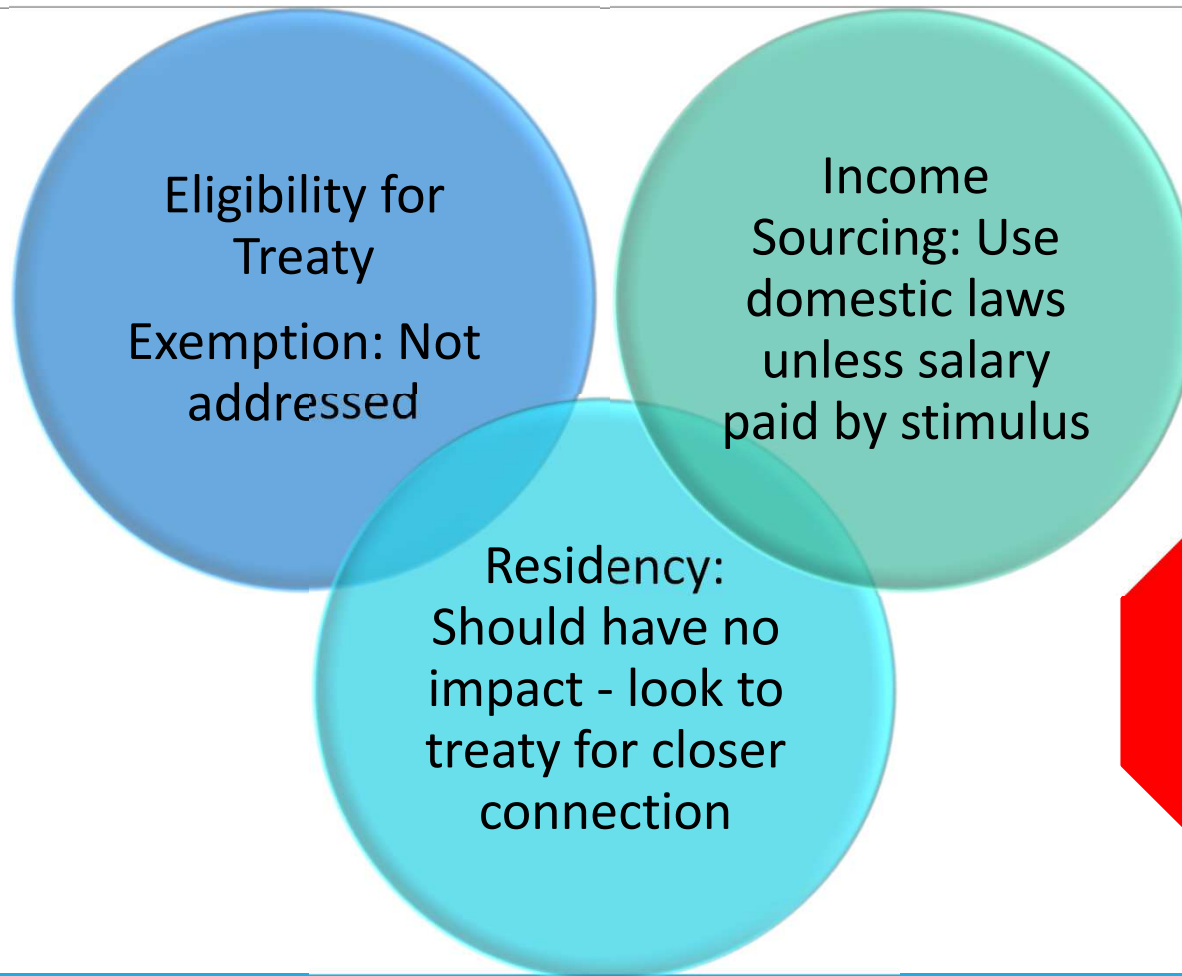 Eligibility for
Treaty
Exemption: Not
addressed
Income
Sourcing: Use
domestic laws
unless salary
paid by stimulus
Residency:
Should have no
impact - look to
treaty for closer
connection